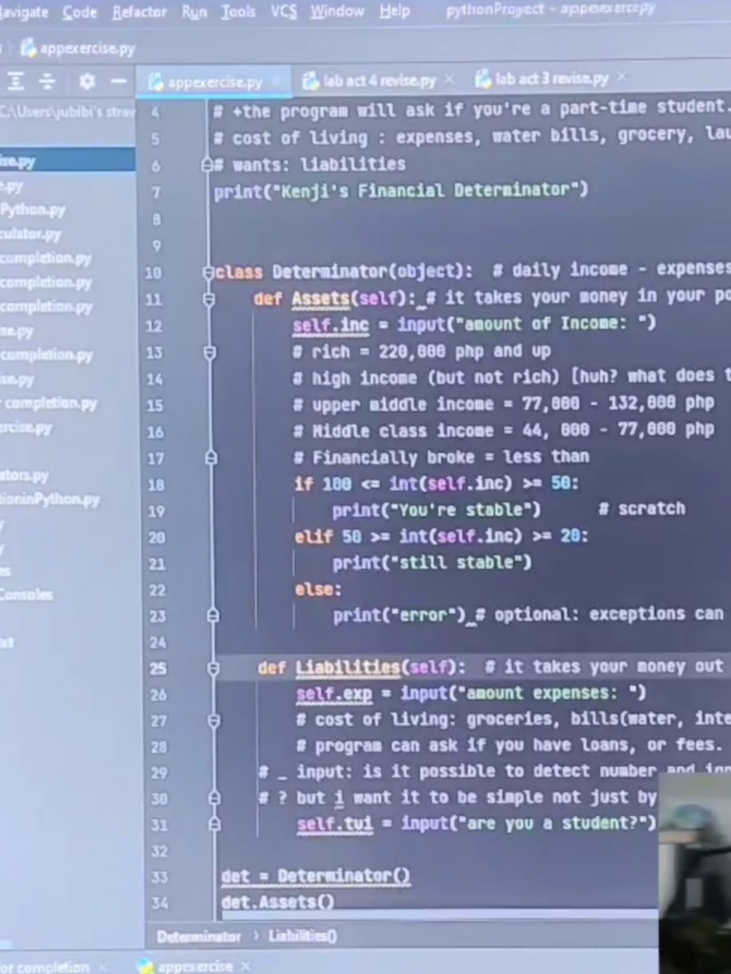 Navigate Code Refactor Run Tools VCS Window Help pythonProject - appexercise.py
appexercise.py
appexercise.py lab act 4 revise.py lab act 3 revise.py
C:\Users\jubibi's
4 # +the program will ask if you're a part-time student.
5 # cost of living : expenses, water bills, grocery, lau
6 # wants: liabilities
7 print("Kenji's Financial Determinator")
8
9
10 class Determinator(object): # daily income - expenses
11 def Assets(self): # it takes your money in your po
12 self.inc = input("amount of Income: ")
13 # rich = 220,000 php and up
14 # high income (but not rich) [huh? what does t
15 # upper middle income = 77,000 - 132,000 php
16 # Middle class income = 44, 000 - 77,000 php
17 # Financially broke = less than
18 if 100 <= int(self.inc) >= 50:
19 print("You're stable") # scratch
20 elif 50 >= int(self.inc) >= 20:
21 print("still stable")
22 else:
23 print("error") # optional: exceptions can
24
25 def Liabilities(self): # it takes your money out
26 self.exp = input("amount expenses: ")
27 # cost of living: groceries, bills(water, inte
28 # program can ask if you have loans, or fees.
29 # _ input: is it possible to detect number and ign
30 # ? but i want it to be simple not just by
31 self.tui = input("are you a student?")
32
33 det = Determinator()
34 det.Assets()
ise.py
e.py
Python.py
culator.py
completion.py
completion.py
completion.py
ise.py
completion.py
ise.py
completion.py
ercise.py
ators.py
tioninPython.py
y
y
es
Consoles
xt
Determinator > Liabilities()
for completion appexercise